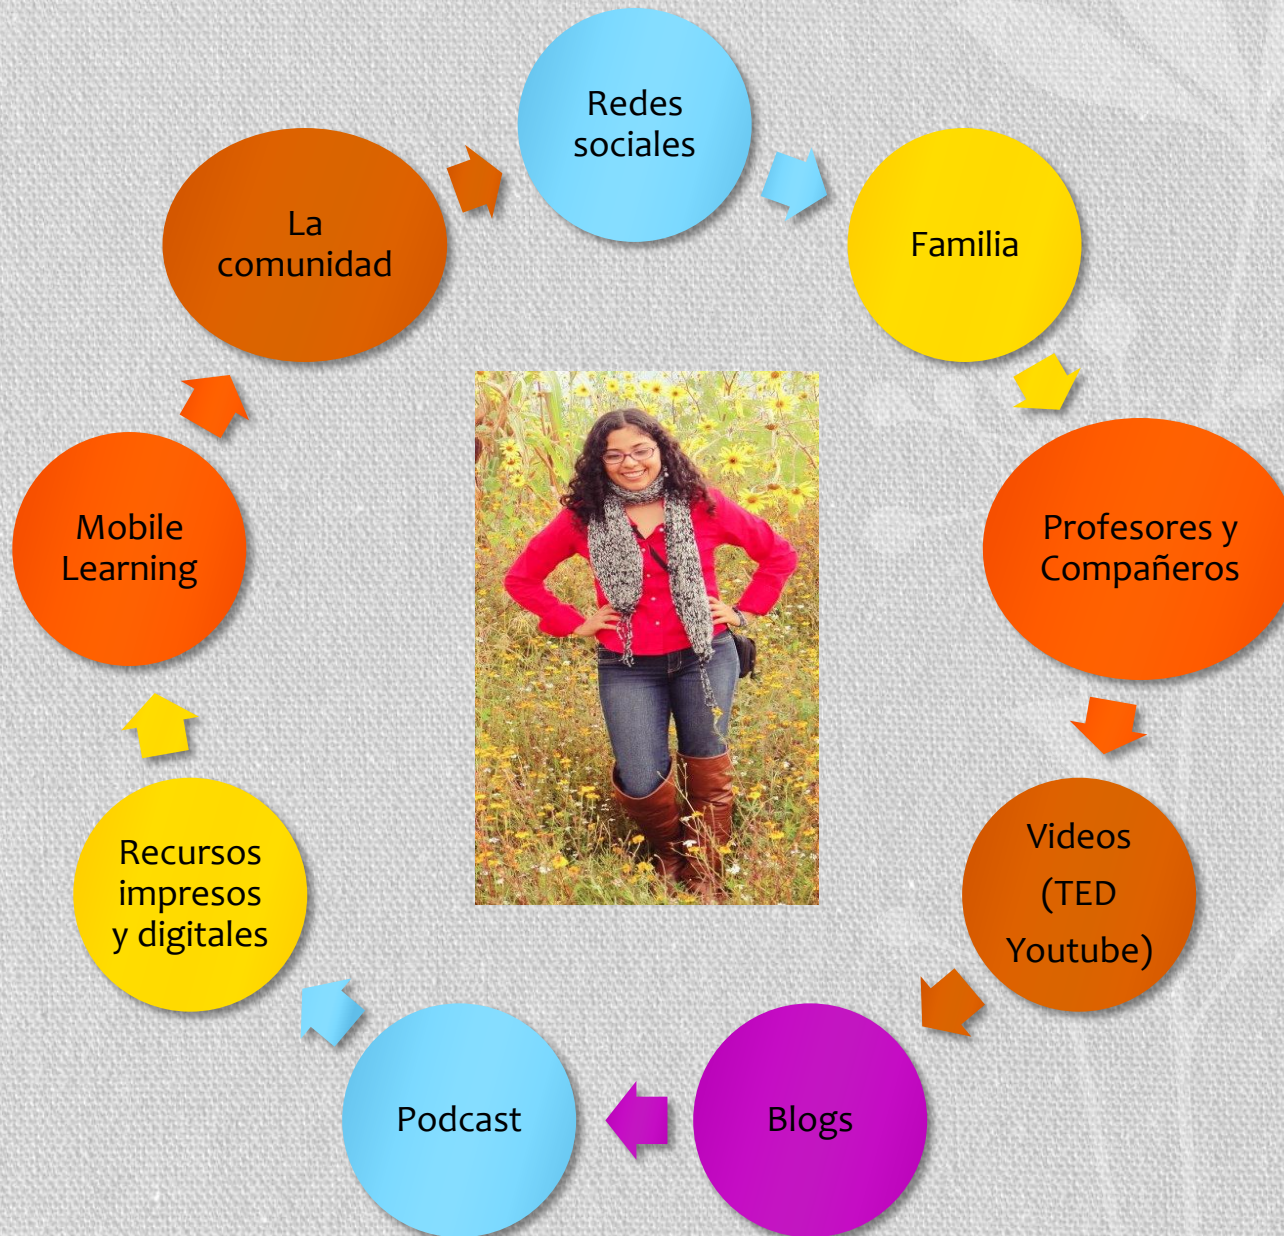 Redes
sociales
Familia
Profesores y
Compañeros
Videos
(TED
Youtube)
Blogs
Podcast
Recursos
impresos
y digitales
Mobile
Learning
La
comunidad